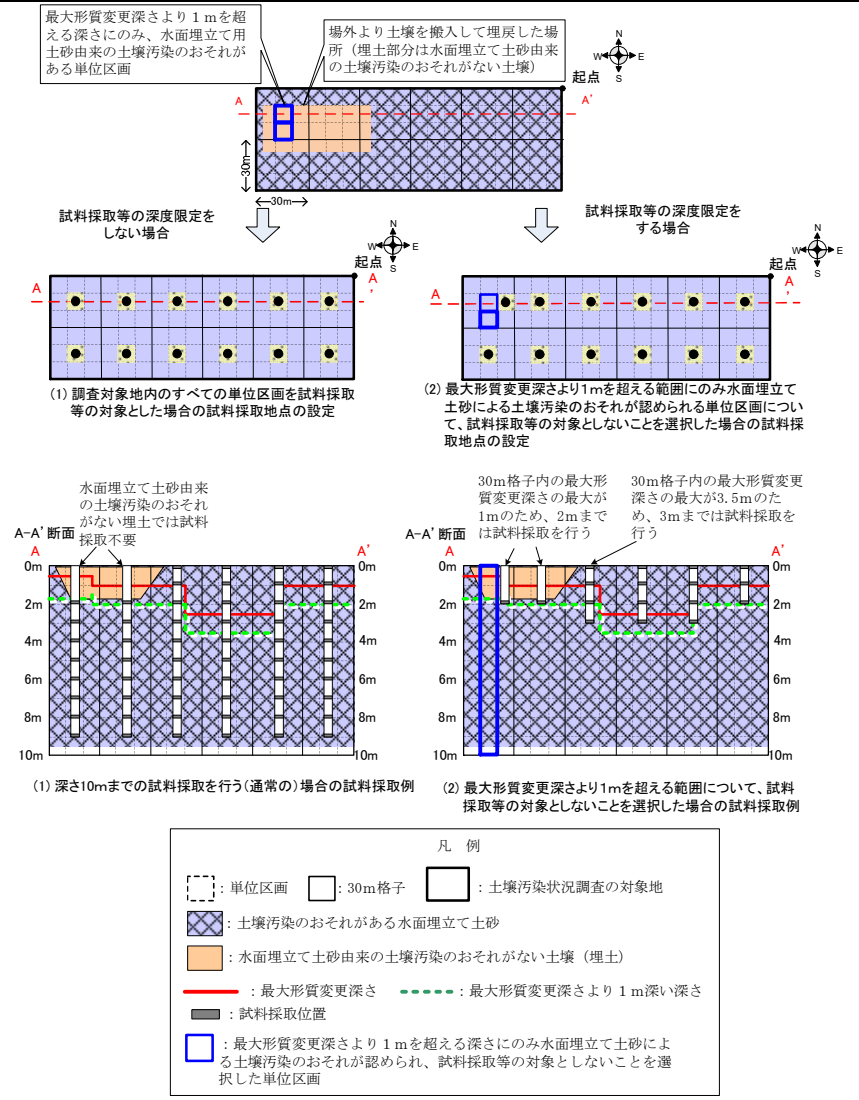 最大形質変更深さより１ｍを超
える深さにのみ、水面埋立て用
土砂由来の土壌汚染のおそれが
ある単位区画
場外より土壌を搬入して埋戻した場
所（埋土部分は水面埋立て土砂由来
の土壌汚染のおそれがない土壌）
N
W E
S
起点
A A'
30m
30m
試料採取等の深度限定を
しない場合
試料採取等の深度限定を
する場合
N
W E
S
起点
A A'
N
W E
S
起点
A A'
(1) 調査対象地内のすべての単位区画を試料採取
等の対象とした場合の試料採取地点の設定
(2) 最大形質変更深さより1mを超える範囲にのみ水面埋立て
土砂による土壌汚染のおそれが認められる単位区画につい
て、試料採取等の対象としないことを選択した場合の試料採
取地点の設定
水面埋立て土砂由来
の土壌汚染のおそれ
がない埋土では試料
採取不要
30m格子内の最大形
質変更深さの最大が
1mのため、2mまで
は試料採取を行う
30m格子内の最大形質変更
深さの最大が3.5mのた
め、3mまでは試料採取を
行う
A-A' 断面
A A'
0m 0m
2m 2m
4m 4m
6m 6m
8m 8m
10m 10m
A-A' 断面
A A'
0m 0m
2m 2m
4m 4m
6m 6m
8m 8m
10m 10m
(1) 深さ10mまでの試料採取を行う(通常の)場合の試料採取例
(2) 最大形質変更深さより1mを超える範囲について、試料
採取等の対象としないことを選択した場合の試料採取例
凡 例
：単位区画 ：30m格子 ：土壌汚染状況調査の対象地
：土壌汚染のおそれがある水面埋立て土砂
：水面埋立て土砂由来の土壌汚染のおそれがない土壌（埋土）
：最大形質変更深さ ：最大形質変更深さより１ｍ深い深さ
：試料採取位置
：最大形質変更深さより１ｍを超える深さにのみ水面埋立て土砂によ
る土壌汚染のおそれが認められ、試料採取等の対象としないことを選
択した単位区画